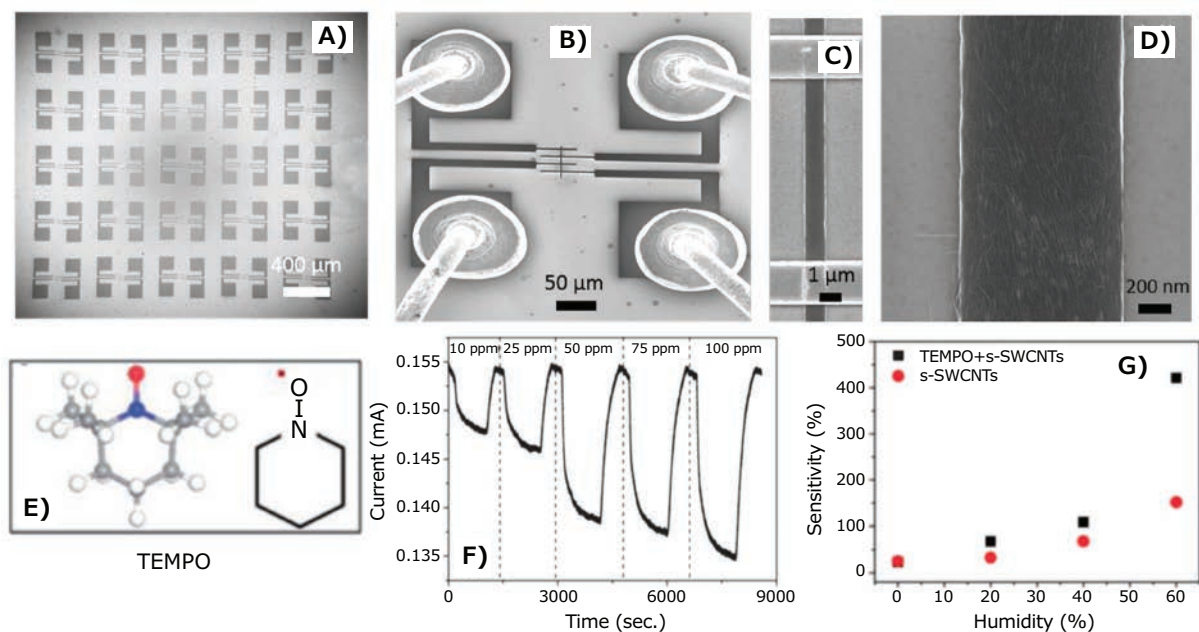 A)
400 μm
B)
50 μm
C)
1 μm
D)
200 nm
E)
O
N
TEMPO
10 ppm 25 ppm 50 ppm 75 ppm 100 ppm
0.155
0.150
0.145
0.140
0.135
Current (mA)
F)
0 3000 6000 9000
Time (sec.)
TEMPO+s-SWCNTs
s-SWCNTs
G)
500
400
300
200
100
50
0
Sensitivity (%)
0 10 20 30 40 50 60
Humidity (%)